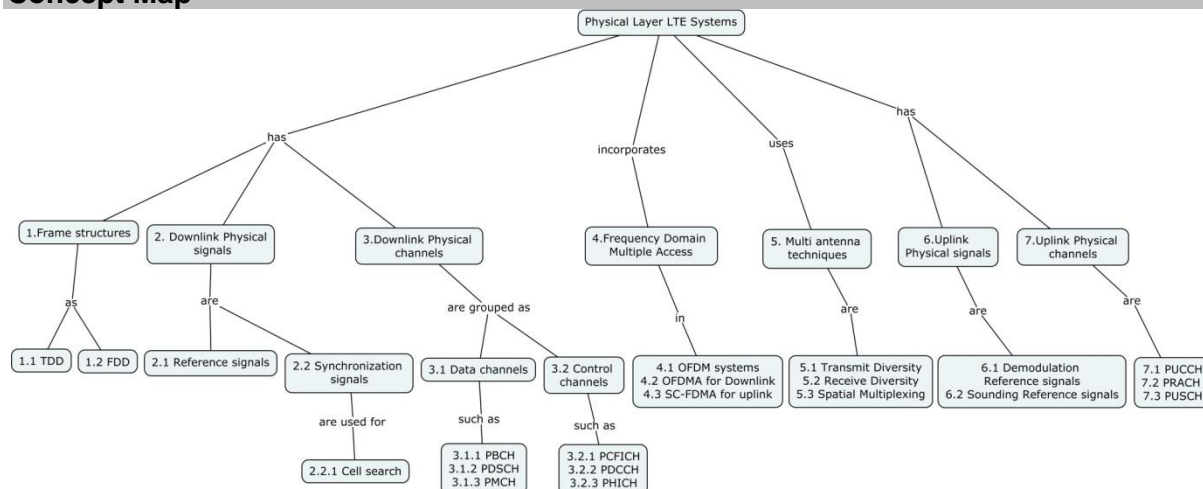 Concept Map
Physical Layer LTE Systems
has
incorporates
uses
has
1.Frame structures
2. Downlink Physical
signals
3.Downlink Physical
channels
4.Frequency Domain
Multiple Access
5. Multi antenna
techniques
6.Uplink
Physical signals
7.Uplink Physical
channels
as
are
are grouped as
in
are
are
are
1.1 TDD
1.2 FDD
2.1 Reference signals
2.2 Synchronization
signals
3.1 Data channels
3.2 Control
channels
4.1 OFDM systems
4.2 OFDMA for Downlink
4.3 SC-FDMA for uplink
5.1 Transmit Diversity
5.2 Receive Diversity
5.3 Spatial Multiplexing
6.1 Demodulation
Reference signals
6.2 Sounding Reference signals
7.1 PUCCH
7.2 PRACH
7.3 PUSCH
are used for
such as
such as
2.2.1 Cell search
3.1.1 PBCH
3.1.2 PDSCH
3.1.3 PMCH
3.2.1 PCFICH
3.2.2 PDCCH
3.2.3 PHICH